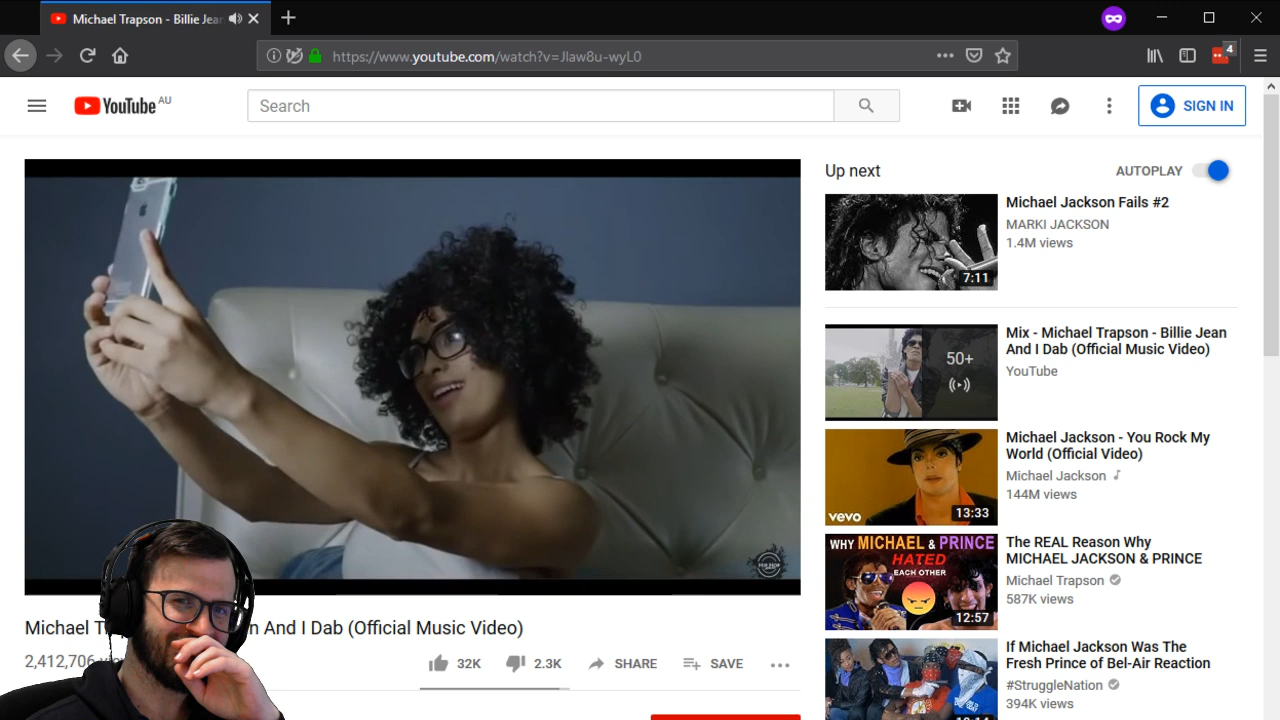 Michael Trapson - Billie Jean
https://www.youtube.com/watch?v=Jlaw8u-wyL0
4
YouTube AU
Search
SIGN IN
Up next
AUTOPLAY
7:11
Michael Jackson Fails #2
MARKI JACKSON
1.4M views
50+
Mix - Michael Trapson - Billie Jean
And I Dab (Official Music Video)
YouTube
vevo
13:33
Michael Jackson - You Rock My
World (Official Video)
Michael Jackson
144M views
WHY MICHAEL & PRINCE
HATED
EACH OTHER
12:57
The REAL Reason Why
MICHAEL JACKSON & PRINCE
Michael Trapson
587K views
If Michael Jackson Was The
Fresh Prince of Bel-Air Reaction
#StruggleNation
394K views
Michael And I Dab (Official Music Video)
2,412,706
32K
2.3K
SHARE
SAVE